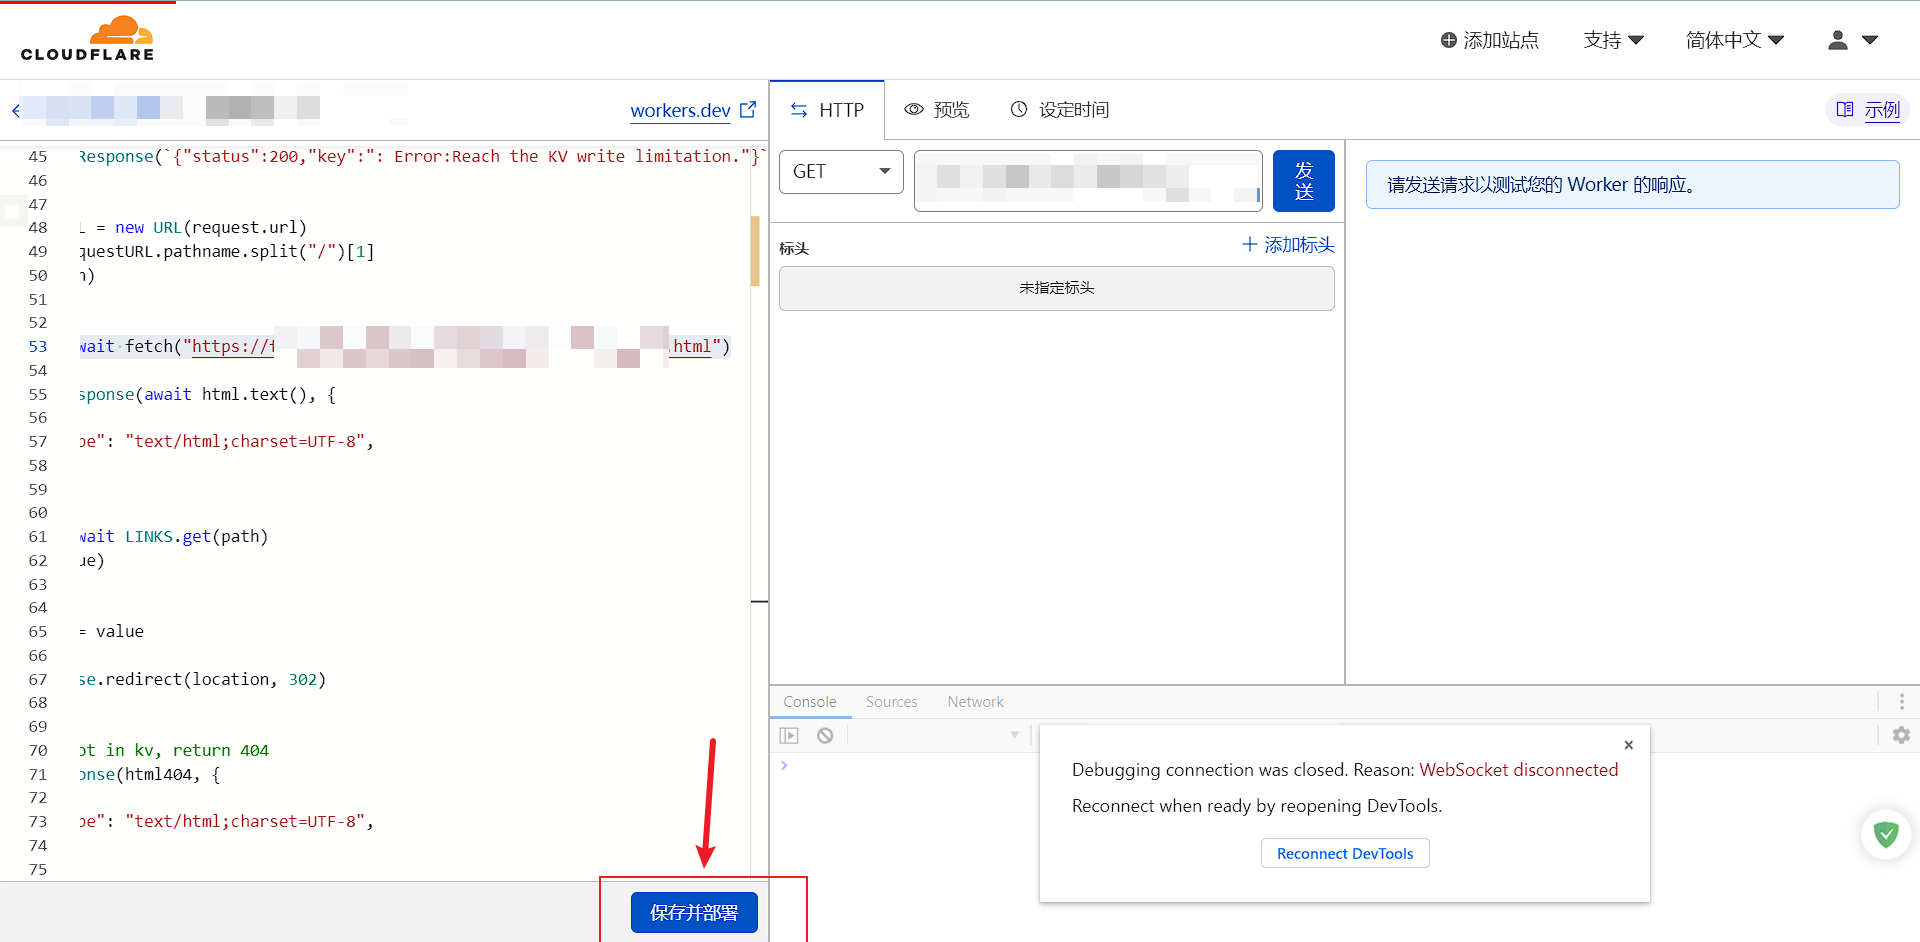 CLOUDFLARE
添加站点
支持
简体中文
workers.dev
HTTP
预览
设定时间
示例
45 Response(`{"status":200,"key":": Error:Reach the KV write limitation."}`
46
47
48 = new URL(request.url)
49 questURL.pathname.split("/")[1]
50 )
51
52
53 wait fetch("https:// html")
54
55 sponse(await html.text(), {
56
57 pe": "text/html;charset=UTF-8",
58
59
60
61 wait LINKS.get(path)
62 ue)
63
64
65 = value
66
67 se.redirect(location, 302)
68
69
70 ot in kv, return 404
71 onse(html404, {
72
73 pe": "text/html;charset=UTF-8",
74
75
保存并部署
GET
发送
标头
添加标头
未指定标头
请发送请求以测试您的 Worker 的响应。
Console
Sources
Network
Debugging connection was closed. Reason: WebSocket disconnected
Reconnect when ready by reopening DevTools.
Reconnect DevTools